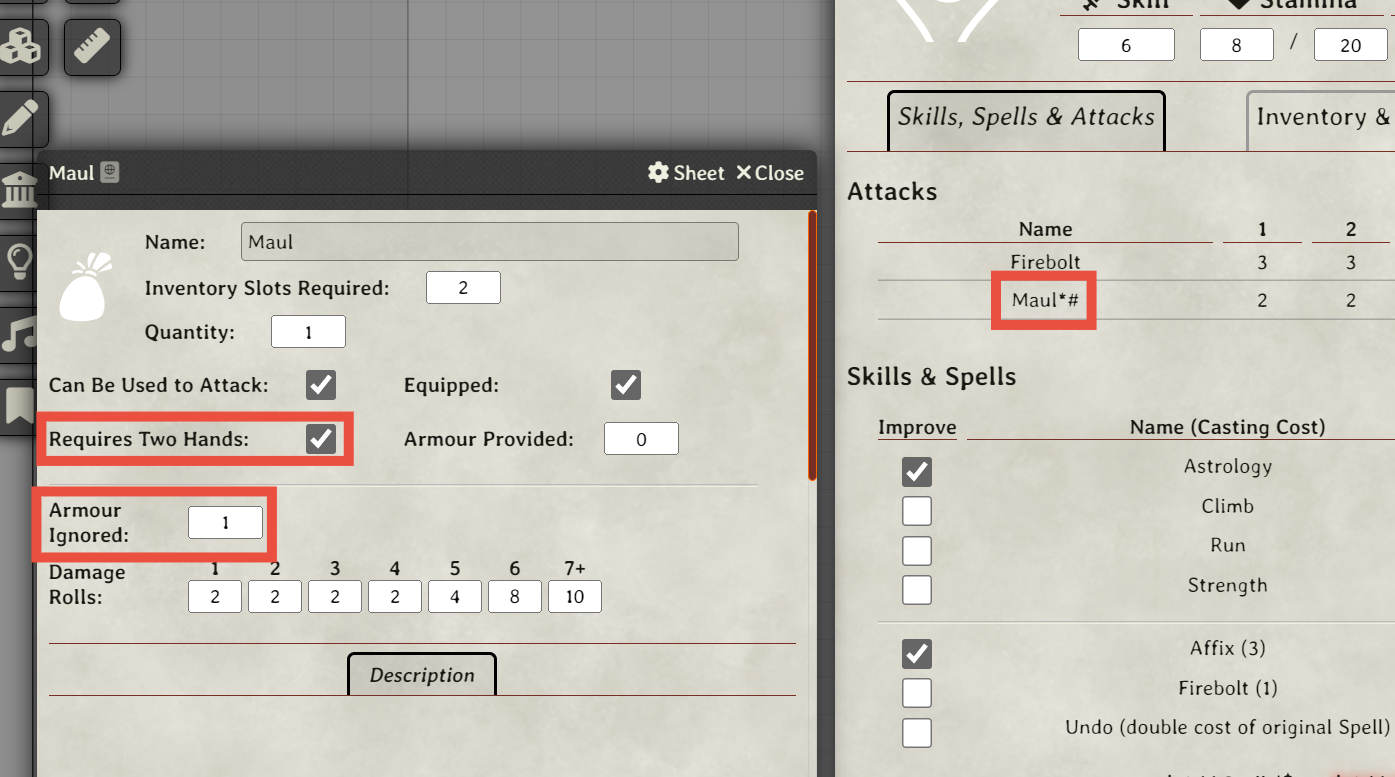 Skill Stamina
6 8 / 20
Skills, Spells & Attacks Inventory &
Maul Sheet Close
Name: Maul
Inventory Slots Required: 2
Quantity: 1
Can Be Used to Attack: Equipped:
Requires Two Hands: Armour Provided: 0
Armour
Ignored: 1
1 2 3 4 5 6 7+
Damage
Rolls: 2 2 2 2 4 8 10
Description
Attacks
Name 1 2
Firebolt 3 3
Maul*# 2 2
Skills & Spells
Improve Name (Casting Cost)
Astrology
Climb
Run
Strength
Affix (3)
Firebolt (1)
Undo (double cost of original Spell)